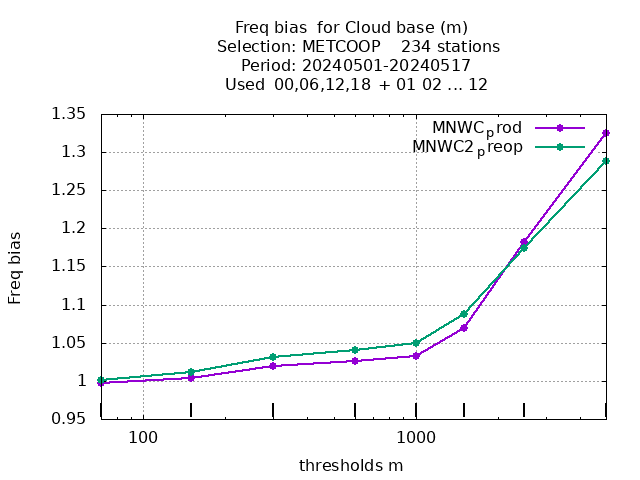 Freq bias  for Cloud base (m)
Selection: METCOOP    234 stations
Period: 20240501-20240517
Used  00,06,12,18 + 01 02 ... 12
1.35
1.3
1.25
1.2
1.15
1.1
1.05
1
0.95
Freq bias
MNWCprod
MNWC2preop
100
1000
thresholds m